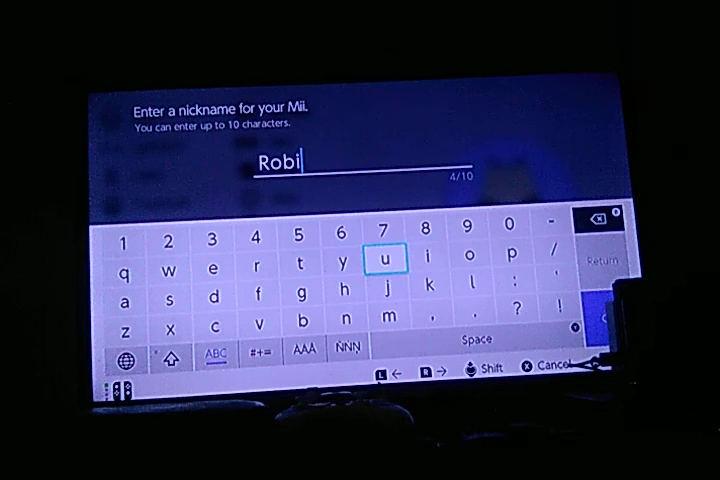 Enter a nickname for your Mii.
You can enter up to 10 characters.
Robi
4/10
1 2 3 4 5 6 7 8 9 0 -
q w e r t y u i o p /
Return
a s d f g h j k l : '
z x c v b n m , . ? !
ABC #+= ÀÄÂ ÑŅŅ Space
L ← R → Shift X Cancel